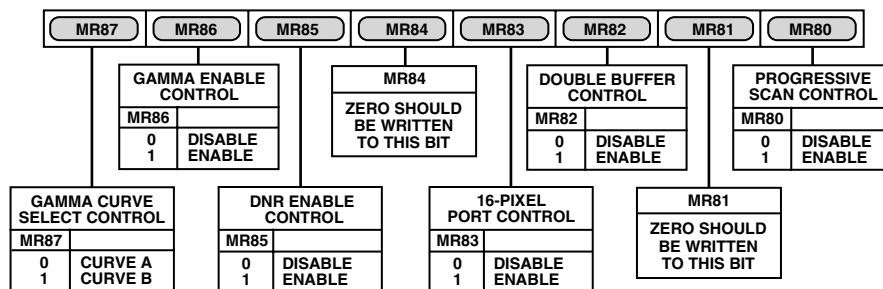 MR87 MR86 MR85 MR84 MR83 MR82 MR81 MR80
GAMMA ENABLE
CONTROL
MR86
0 DISABLE
1 ENABLE
MR84
ZERO SHOULD
BE WRITTEN
TO THIS BIT
DOUBLE BUFFER
CONTROL
MR82
0 DISABLE
1 ENABLE
PROGRESSIVE
SCAN CONTROL
MR80
0 DISABLE
1 ENABLE
GAMMA CURVE
SELECT CONTROL
MR87
0 CURVE A
1 CURVE B
DNR ENABLE
CONTROL
MR85
0 DISABLE
1 ENABLE
16-PIXEL
PORT CONTROL
MR83
0 DISABLE
1 ENABLE
MR81
ZERO SHOULD
BE WRITTEN
TO THIS BIT